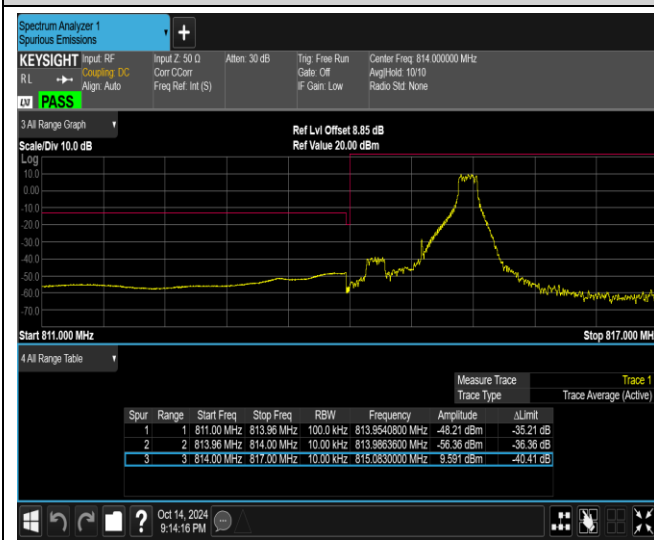 Spectrum Analyzer 1
Spurious Emissions
KEYSIGHT Input: RF Input Z: 50 Ω Atten: 30 dB Trig: Free Run Center Freq: 814.000000 MHz
RL Coupling: DC Corr CCorr Gate: Off Avg|Hold: 10/10
Align: Auto Freq Ref: Int (S) IF Gain: Low Radio Std: None
LXI PASS
3 All Range Graph
Ref Lvl Offset 8.85 dB
Scale/Div 10.0 dB Ref Value 20.00 dBm
Log
10.0
0.00
-10.0
-20.0
-30.0
-40.0
-50.0
-60.0
-70.0
Start 811.000 MHz Stop 817.000 MH
4 All Range Table
Measure Trace Trace 1
Trace Type Trace Average (Active)
Spur Range Start Freq Stop Freq RBW Frequency Amplitude ΔLimit
1 1 811.00 MHz 813.96 MHz 100.0 kHz 813.9540800 MHz -48.21 dBm -35.21 dB
2 2 813.96 MHz 814.00 MHz 10.00 kHz 813.9863600 MHz -56.36 dBm -36.36 dB
3 3 814.00 MHz 817.00 MHz 10.00 kHz 815.0830000 MHz 9.591 dBm -40.41 dB
Oct 14, 2024
9:14:16 PM